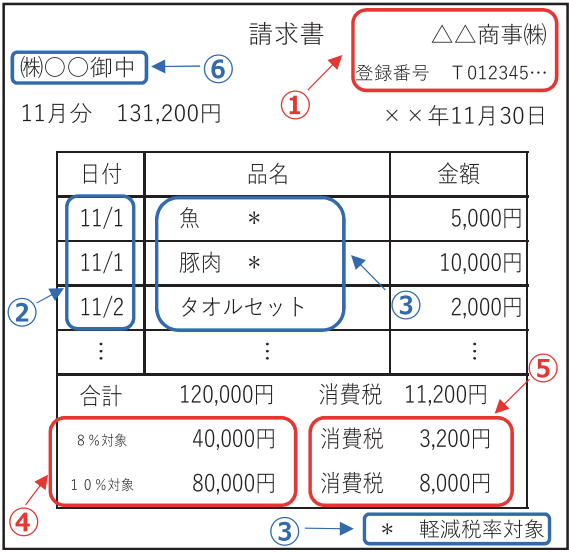 請求書
△△商事㈱
㈱〇〇御中
⑥
登録番号 T012345…
①
11月分 131,200円
××年11月30日
日付 品名 金額
11/1 魚 * 5,000円
11/1 豚肉 * 10,000円
② ③
11/2 タオルセット 2,000円
⋮ ⋮ ⋮
⑤
合計 120,000円 消費税 11,200円
8%対象 40,000円 消費税 3,200円
10%対象 80,000円 消費税 8,000円
④
③ * 軽減税率対象